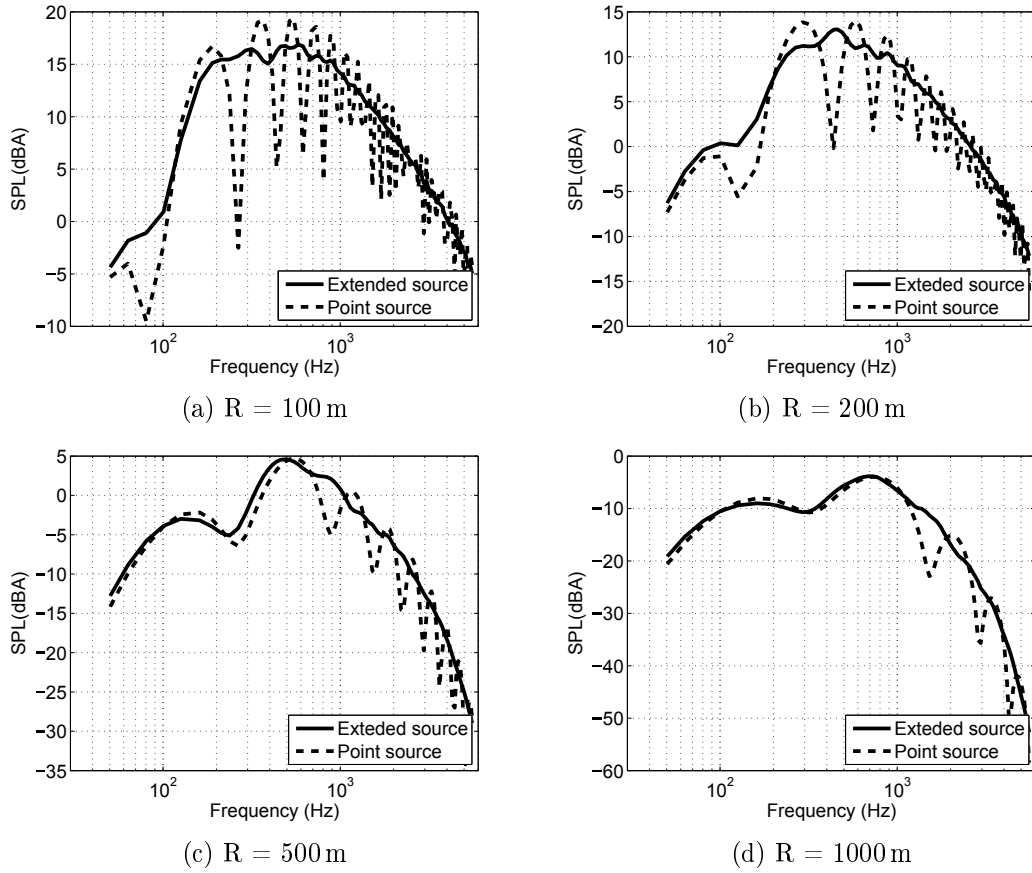 20
15
10
5
0
−5
−10
SPL(dBA)
10²
10³
Frequency (Hz)
Extended source
Point source
(a) R = 100 m
20
15
10
5
0
−5
−10
−15
−20
SPL(dBA)
10²
10³
Frequency (Hz)
Exteded source
Point source
(b) R = 200 m
5
0
−5
−10
−15
−20
−25
−30
−35
SPL(dBA)
10²
10³
Frequency (Hz)
Exteded source
Point source
(c) R = 500 m
0
−10
−20
−30
−40
−50
−60
SPL(dBA)
10²
10³
Frequency (Hz)
Exteded source
Point source
(d) R = 1000 m